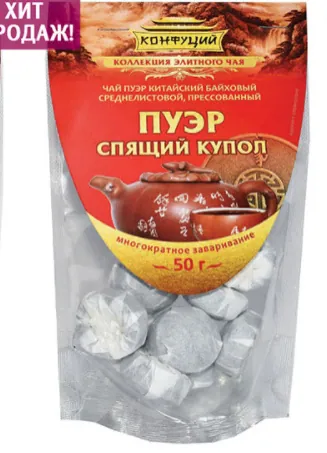 ХИТ
РОДАЖ!
КОНФУЦИЙ
КОЛЛЕКЦИЯ ЭЛИТНОГО ЧАЯ
ЧАЙ ПУЭР КИТАЙСКИЙ БАЙХОВЫЙ
СРЕДНЕЛИСТОВОЙ, ПРЕССОВАННЫЙ
ПУЭР
СПЯЩИЙ КУПОЛ
многократное заваривание
50 г